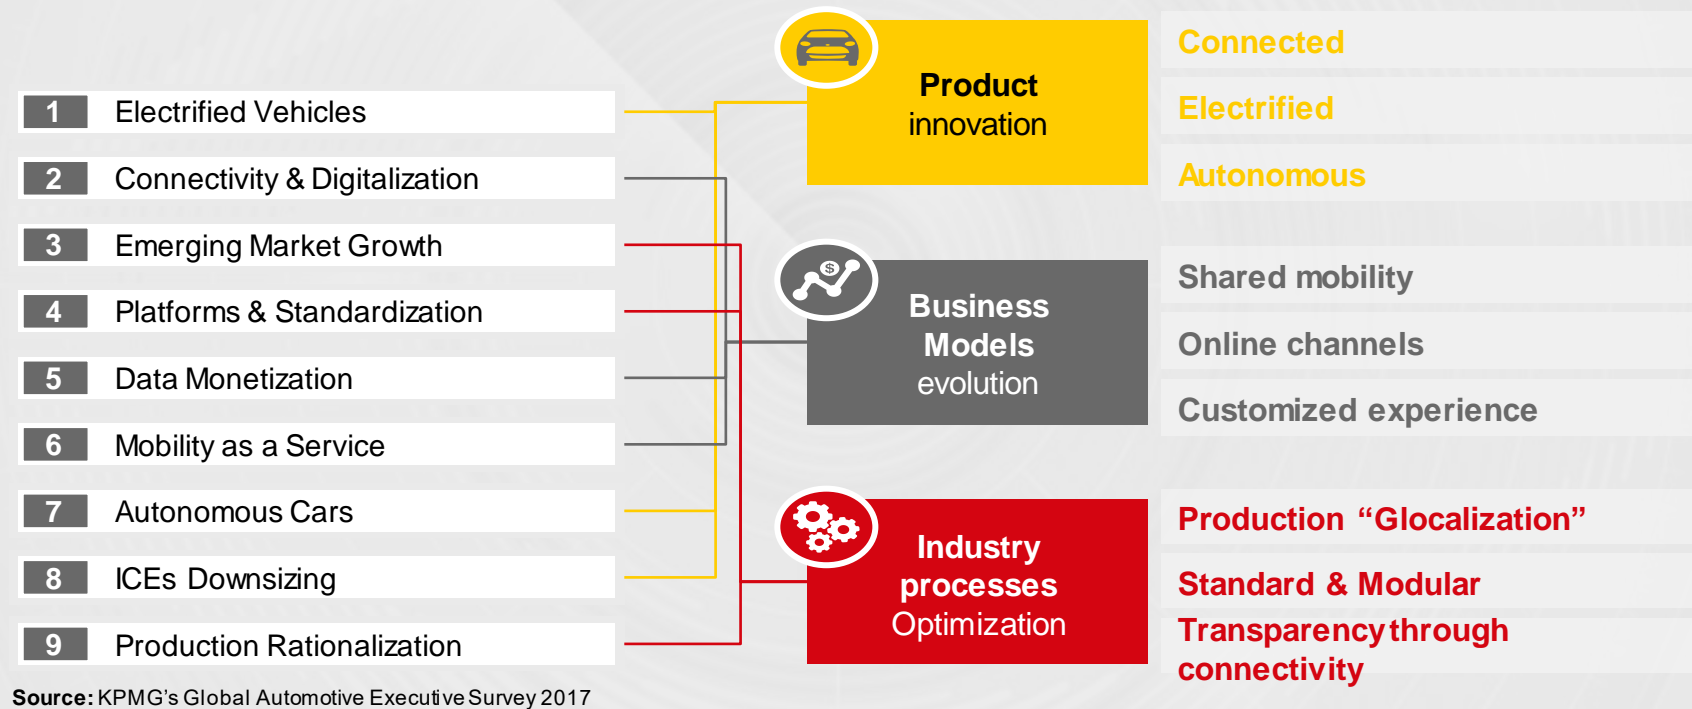 1 Electrified Vehicles
2 Connectivity & Digitalization
3 Emerging Market Growth
4 Platforms & Standardization
5 Data Monetization
6 Mobility as a Service
7 Autonomous Cars
8 ICEs Downsizing
9 Production Rationalization
Product
innovation
Connected
Electrified
Autonomous
$
Business
Models
evolution
Shared mobility
Online channels
Customized experience
Industry
processes
Optimization
Production “Glocalization”
Standard & Modular
Transparency through
connectivity
Source: KPMG’s Global Automotive Executive Survey 2017